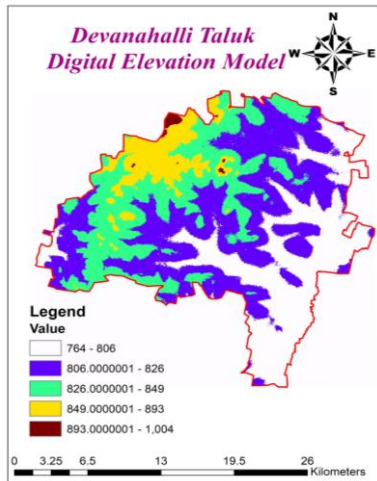 Devanahalli Taluk
Digital Elevation Model
N
W E
S
Legend
Value
764 - 806
806.0000001 - 826
826.0000001 - 849
849.0000001 - 893
893.0000001 - 1,004
0 3.25 6.5 13 19.5 26
Kilometers